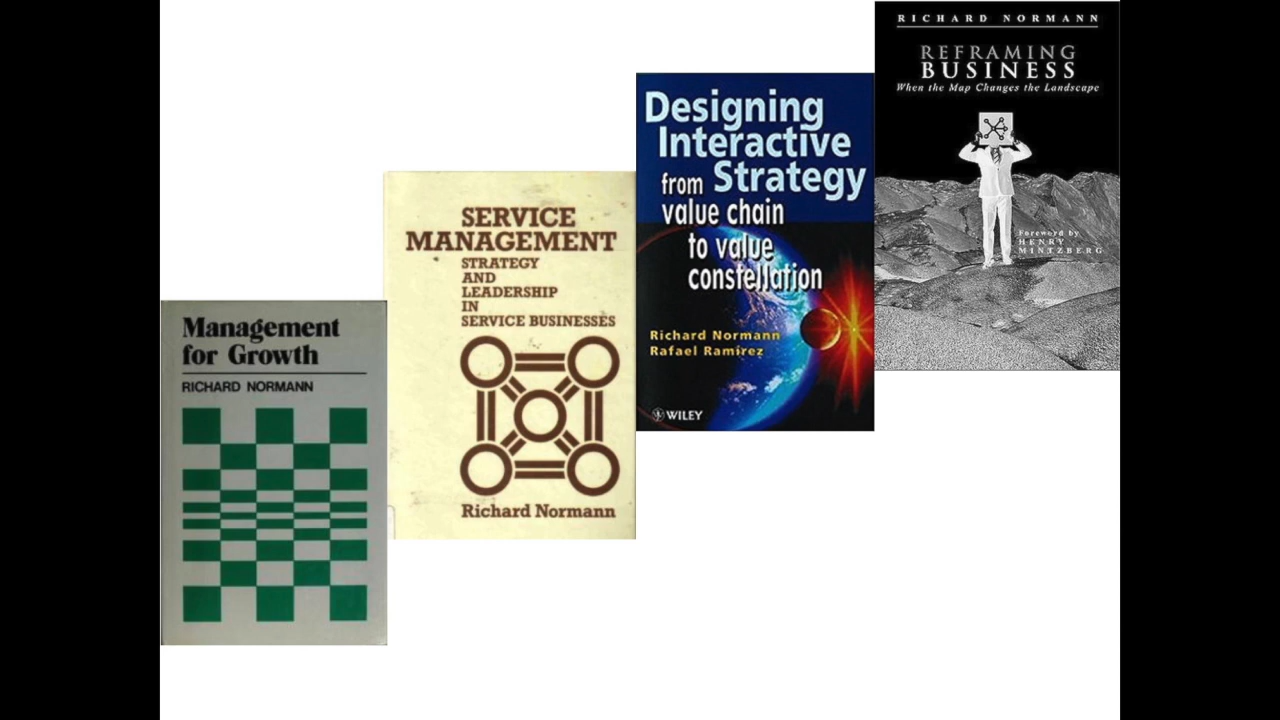 Management
for Growth
RICHARD NORMANN
SERVICE
MANAGEMENT
STRATEGY
AND
LEADERSHIP
IN
SERVICE BUSINESSES
Richard Normann
Designing
Interactive
from Strategy
value chain
to value
constellation
Richard Normann
Rafael Ramírez
WILEY
RICHARD NORMANN
REFRAMING
BUSINESS
When the Map Changes the Landscape
Foreword by
HENRY
MINTZBERG